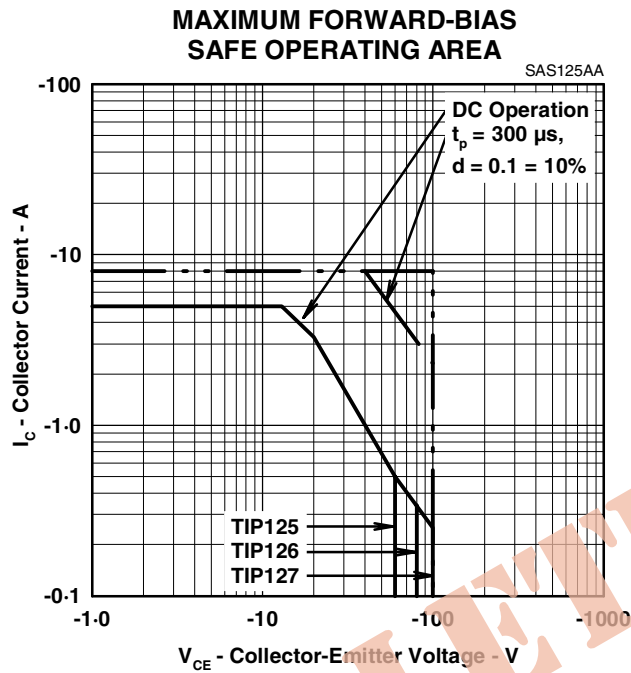 MAXIMUM FORWARD-BIAS
SAFE OPERATING AREA
SAS125AA
-100
DC Operation
tp = 300 µs,
d = 0.1 = 10%
-10
IC - Collector Current - A
-1.0
TIP125
TIP126
TIP127
-0.1
-1.0
-10
-100
-1000
VCE - Collector-Emitter Voltage - V